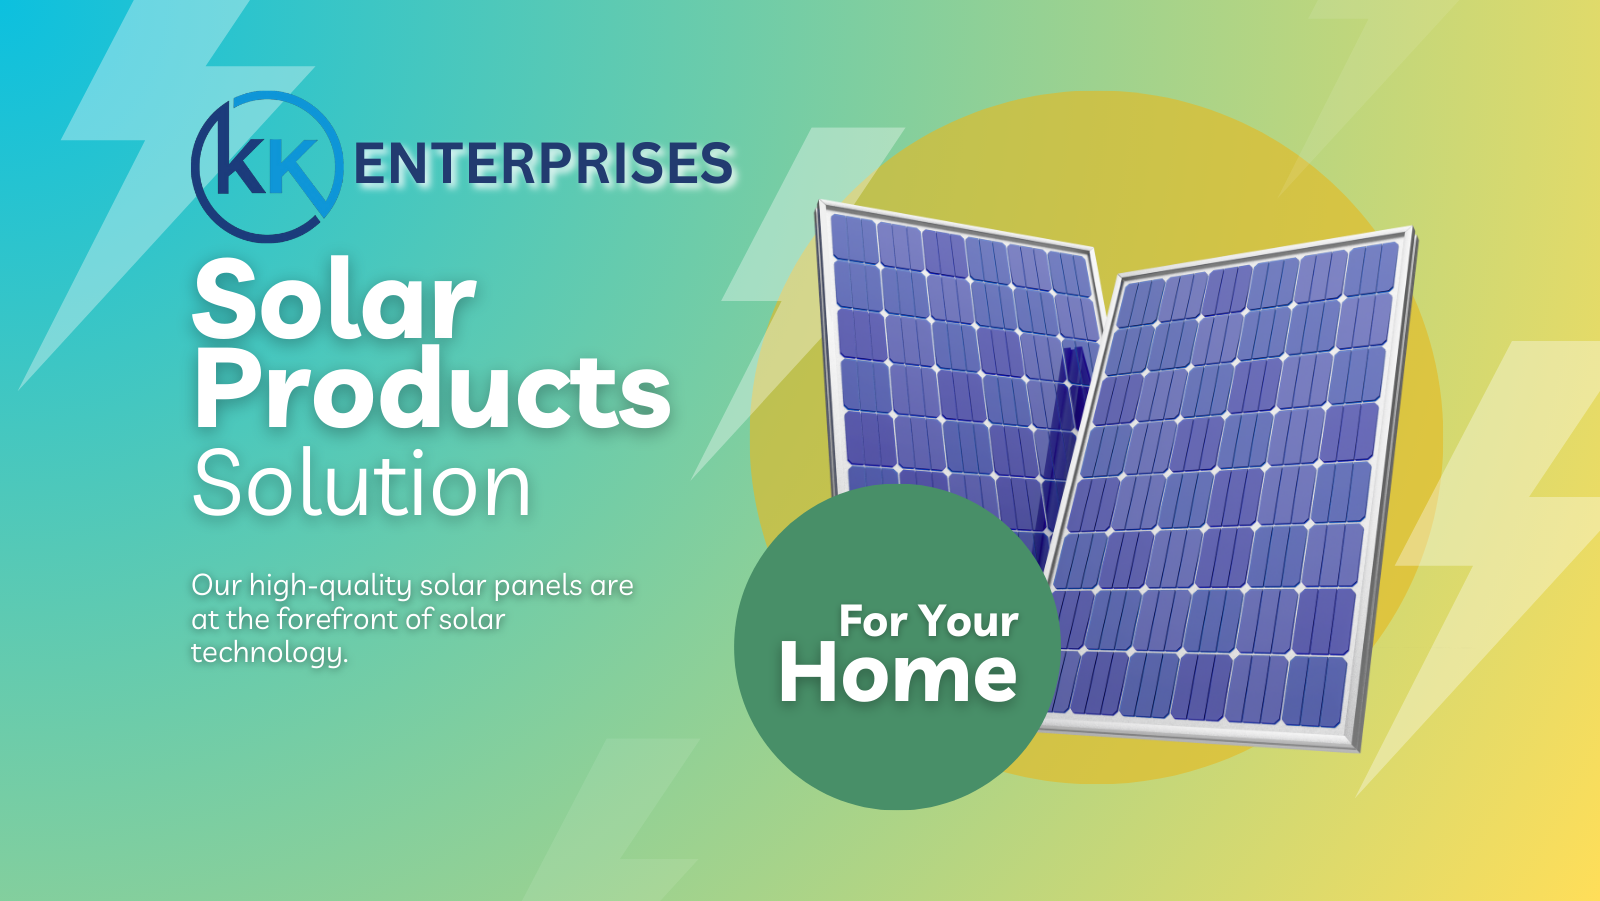 KK ENTERPRISES
Solar
Products
Solution
Our high-quality solar panels are
at the forefront of solar
technology.
For Your
Home